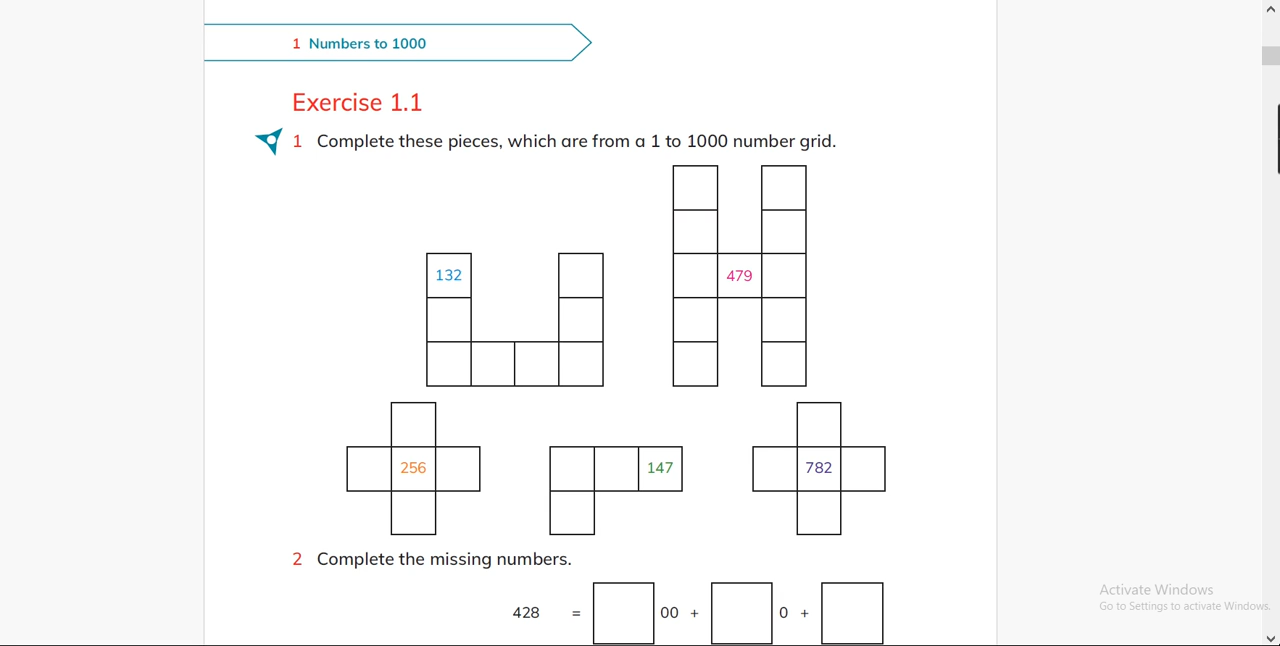 1 Numbers to 1000
Exercise 1.1
1 Complete these pieces, which are from a 1 to 1000 number grid.
132
479
256
147
782
2 Complete the missing numbers.
428 = 00 + 0 +
Activate Windows
Go to Settings to activate Windows.